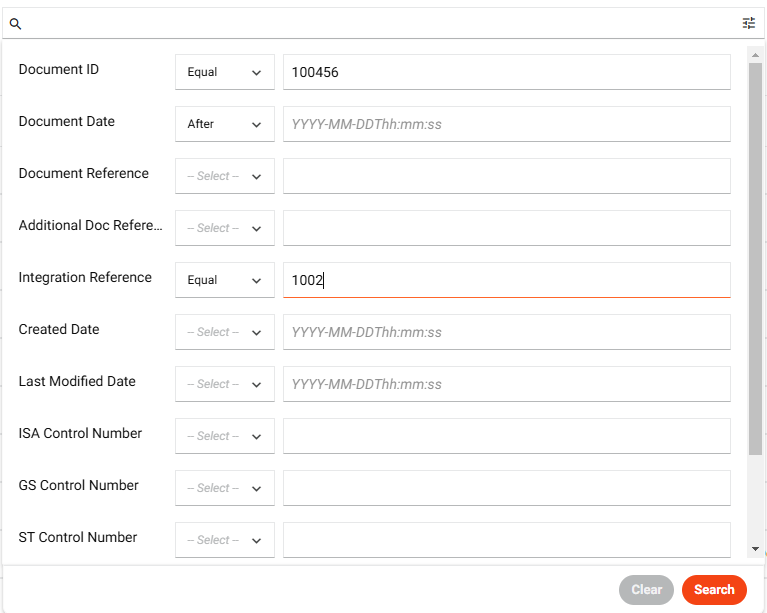 Document ID Equal 100456
Document Date After YYYY-MM-DDThh:mm:ss
Document Reference -- Select --
Additional Doc Refere... -- Select --
Integration Reference Equal 1002
Created Date -- Select -- YYYY-MM-DDThh:mm:ss
Last Modified Date -- Select -- YYYY-MM-DDThh:mm:ss
ISA Control Number -- Select --
GS Control Number -- Select --
ST Control Number -- Select --
Clear Search